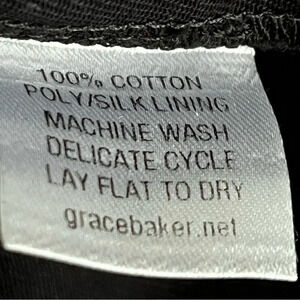 100% COTTON
POLY/SILK LINING
MACHINE WASH
DELICATE CYCLE
LAY FLAT TO DRY
gracebaker.net